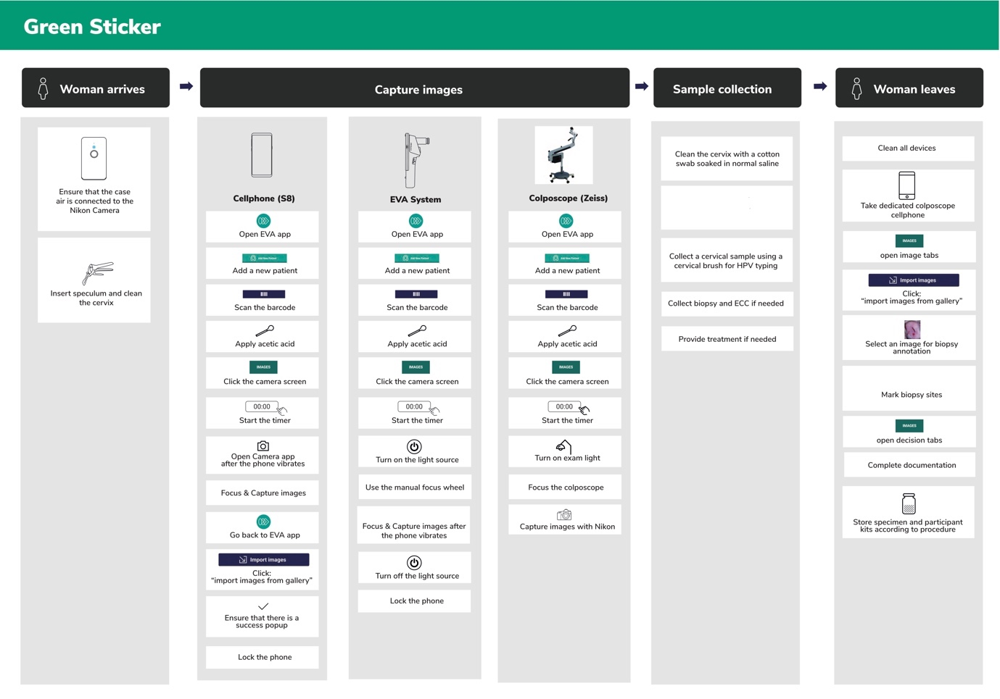 Green Sticker
Woman arrives
Capture images
Sample collection
Woman leaves
Ensure that the case
air is connected to the
Nikon Camera
Insert speculum and clean
the cervix
Cellphone (S8)
Open EVA app
Add New Patient
Add a new patient
Scan the barcode
Apply acetic acid
IMAGES
Click the camera screen
00:00
Start the timer
Open Camera app
after the phone vibrates
Focus & Capture images
Go back to EVA app
Import images
Click:
“import images from gallery”
Ensure that there is a
success popup
Lock the phone
EVA System
Open EVA app
Add New Patient
Add a new patient
Scan the barcode
Apply acetic acid
IMAGES
Click the camera screen
00:00
Start the timer
Turn on the light source
Use the manual focus wheel
Focus & Capture images after
the phone vibrates
Turn off the light source
Lock the phone
Colposcope (Zeiss)
Open EVA app
Add New Patient
Add a new patient
Scan the barcode
Apply acetic acid
IMAGES
Click the camera screen
00:00
Start the timer
Turn on exam light
Focus the colposcope
Capture images with Nikon
Clean the cervix with a cotton
swab soaked in normal saline
Collect a cervical sample using a
cervical brush for HPV typing
Collect biopsy and ECC if needed
Provide treatment if needed
Clean all devices
Take dedicated colposcope
cellphone
IMAGES
open image tabs
Import images
Click:
“import images from gallery”
Select an image for biopsy
annotation
Mark biopsy sites
IMAGES
open decision tabs
Complete documentation
Store specimen and participant
kits according to procedure